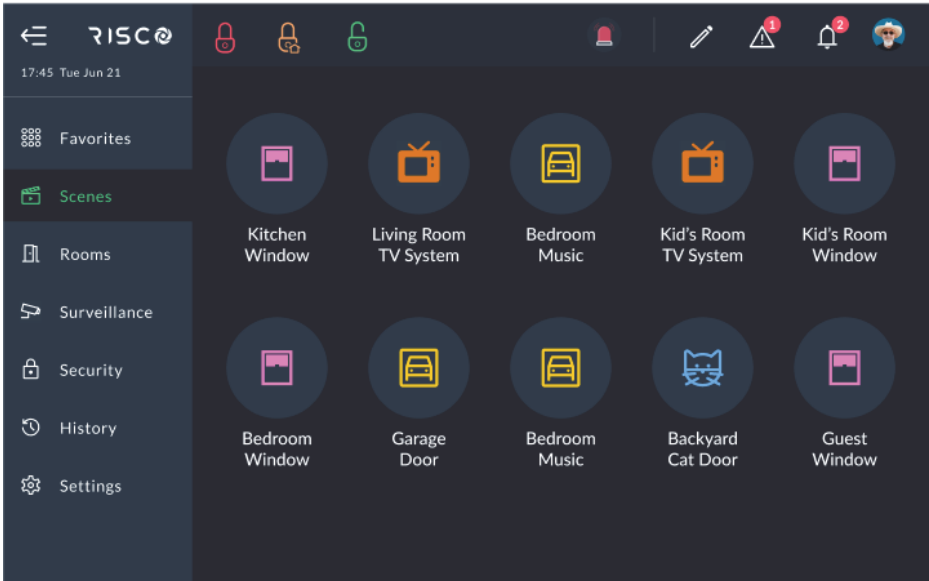 RISCO
1
2
17:45 Tue Jun 21
Favorites
Scenes
Rooms
Surveillance
Security
History
Settings
Kitchen
Window
Living Room
TV System
Bedroom
Music
Kid's Room
TV System
Kid's Room
Window
Bedroom
Window
Garage
Door
Bedroom
Music
Backyard
Cat Door
Guest
Window